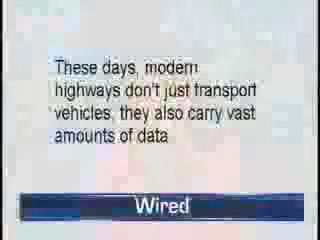 These days, modern
highways don't just transport
vehicles, they also carry vast
amounts of data
Wired